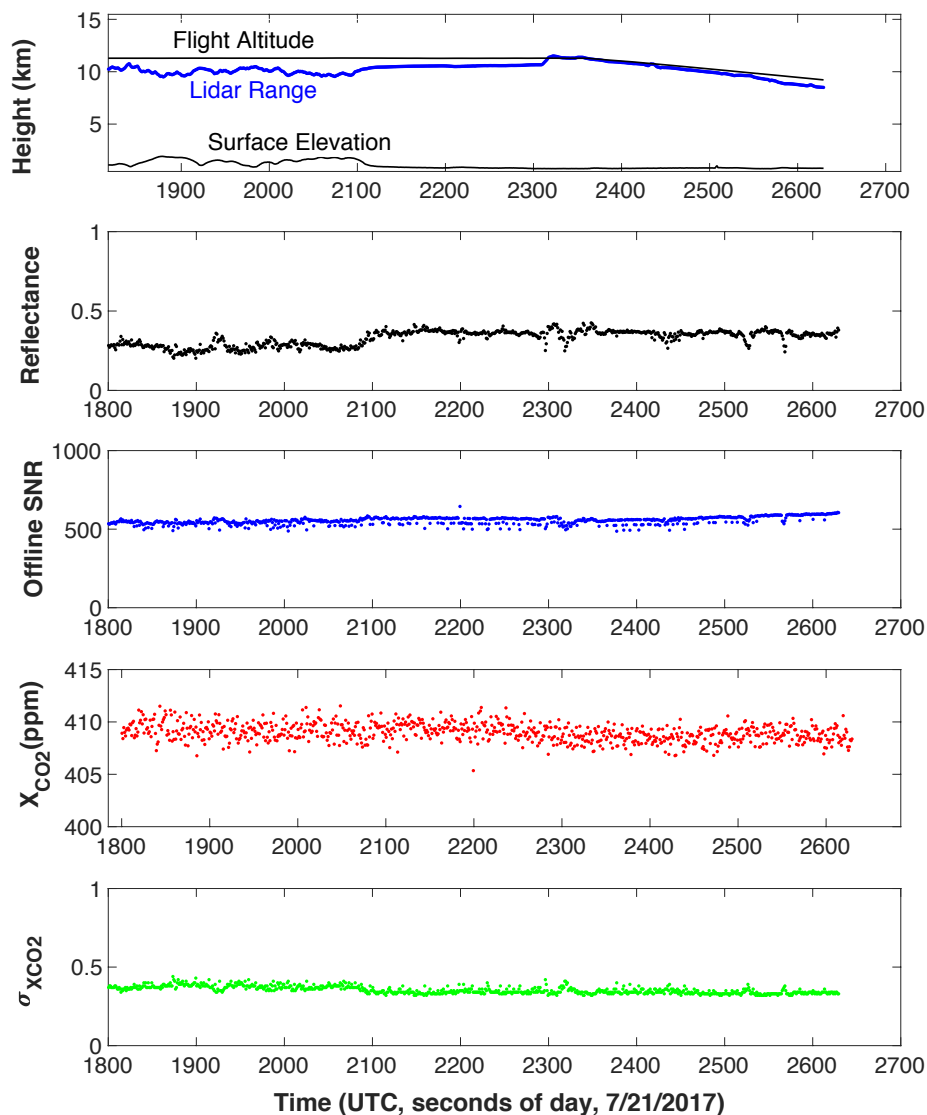 15
10
5
Height (km)
Flight Altitude
Lidar Range
Surface Elevation
1900 2000 2100 2200 2300 2400 2500 2600 2700
1
0.5
0
Reflectance
1800 1900 2000 2100 2200 2300 2400 2500 2600 2700
1000
500
0
Offline SNR
1800 1900 2000 2100 2200 2300 2400 2500 2600 2700
415
410
405
400
X_CO2 (ppm)
1800 1900 2000 2100 2200 2300 2400 2500 2600
1
0.5
0
σ_XCO2
1800 1900 2000 2100 2200 2300 2400 2500 2600 2700
Time (UTC, seconds of day, 7/21/2017)